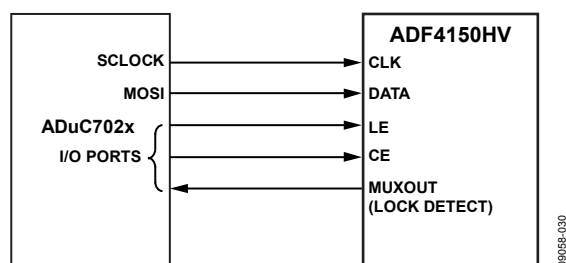 ADF4150HV
SCLOCK
CLK
MOSI
DATA
ADuC702x
LE
I/O PORTS
CE
MUXOUT
(LOCK DETECT)
09058-030